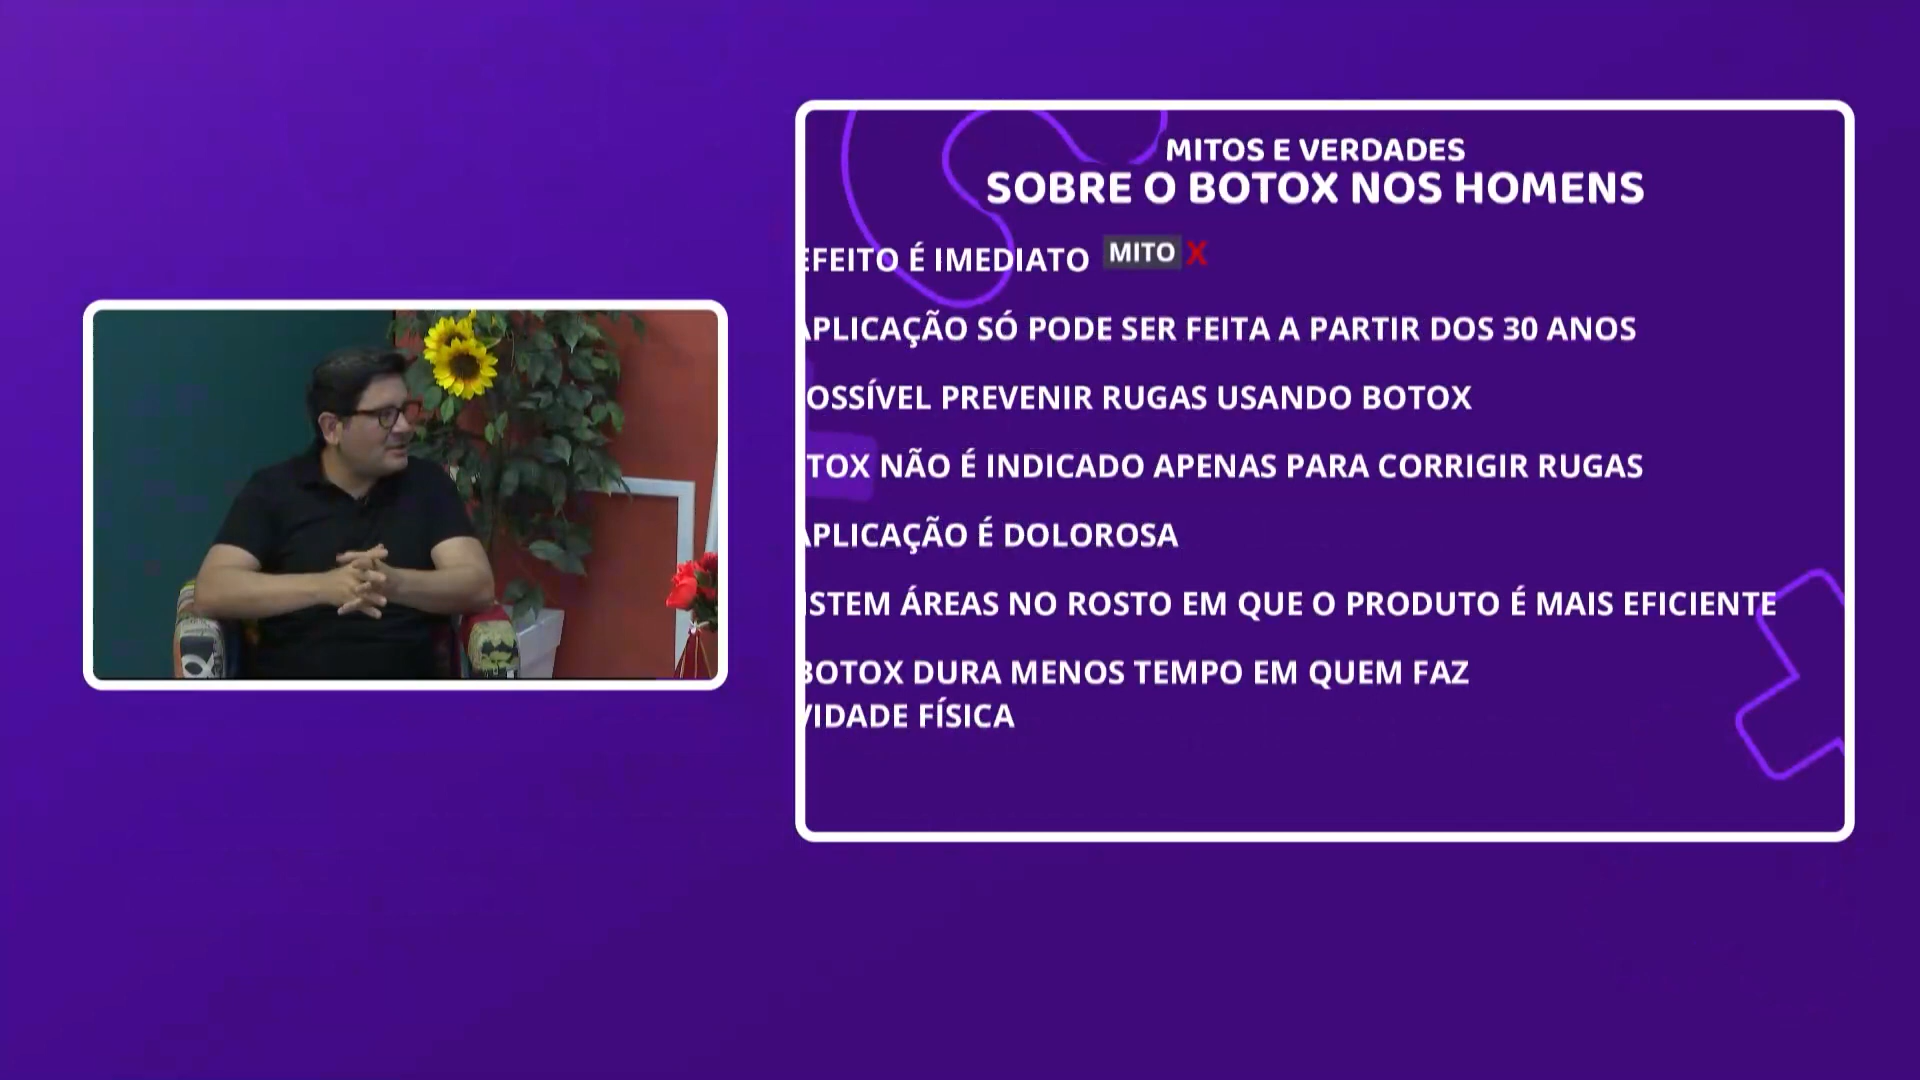 MITOS E VERDADES
SOBRE O BOTOX NOS HOMENS
EFEITO É IMEDIATO MITO X
APLICAÇÃO SÓ PODE SER FEITA A PARTIR DOS 30 ANOS
OSSÍVEL PREVENIR RUGAS USANDO BOTOX
TOX NÃO É INDICADO APENAS PARA CORRIGIR RUGAS
APLICAÇÃO É DOLOROSA
ISTEM ÁREAS NO ROSTO EM QUE O PRODUTO É MAIS EFICIENTE
BOTOX DURA MENOS TEMPO EM QUEM FAZ
VIDADE FÍSICA